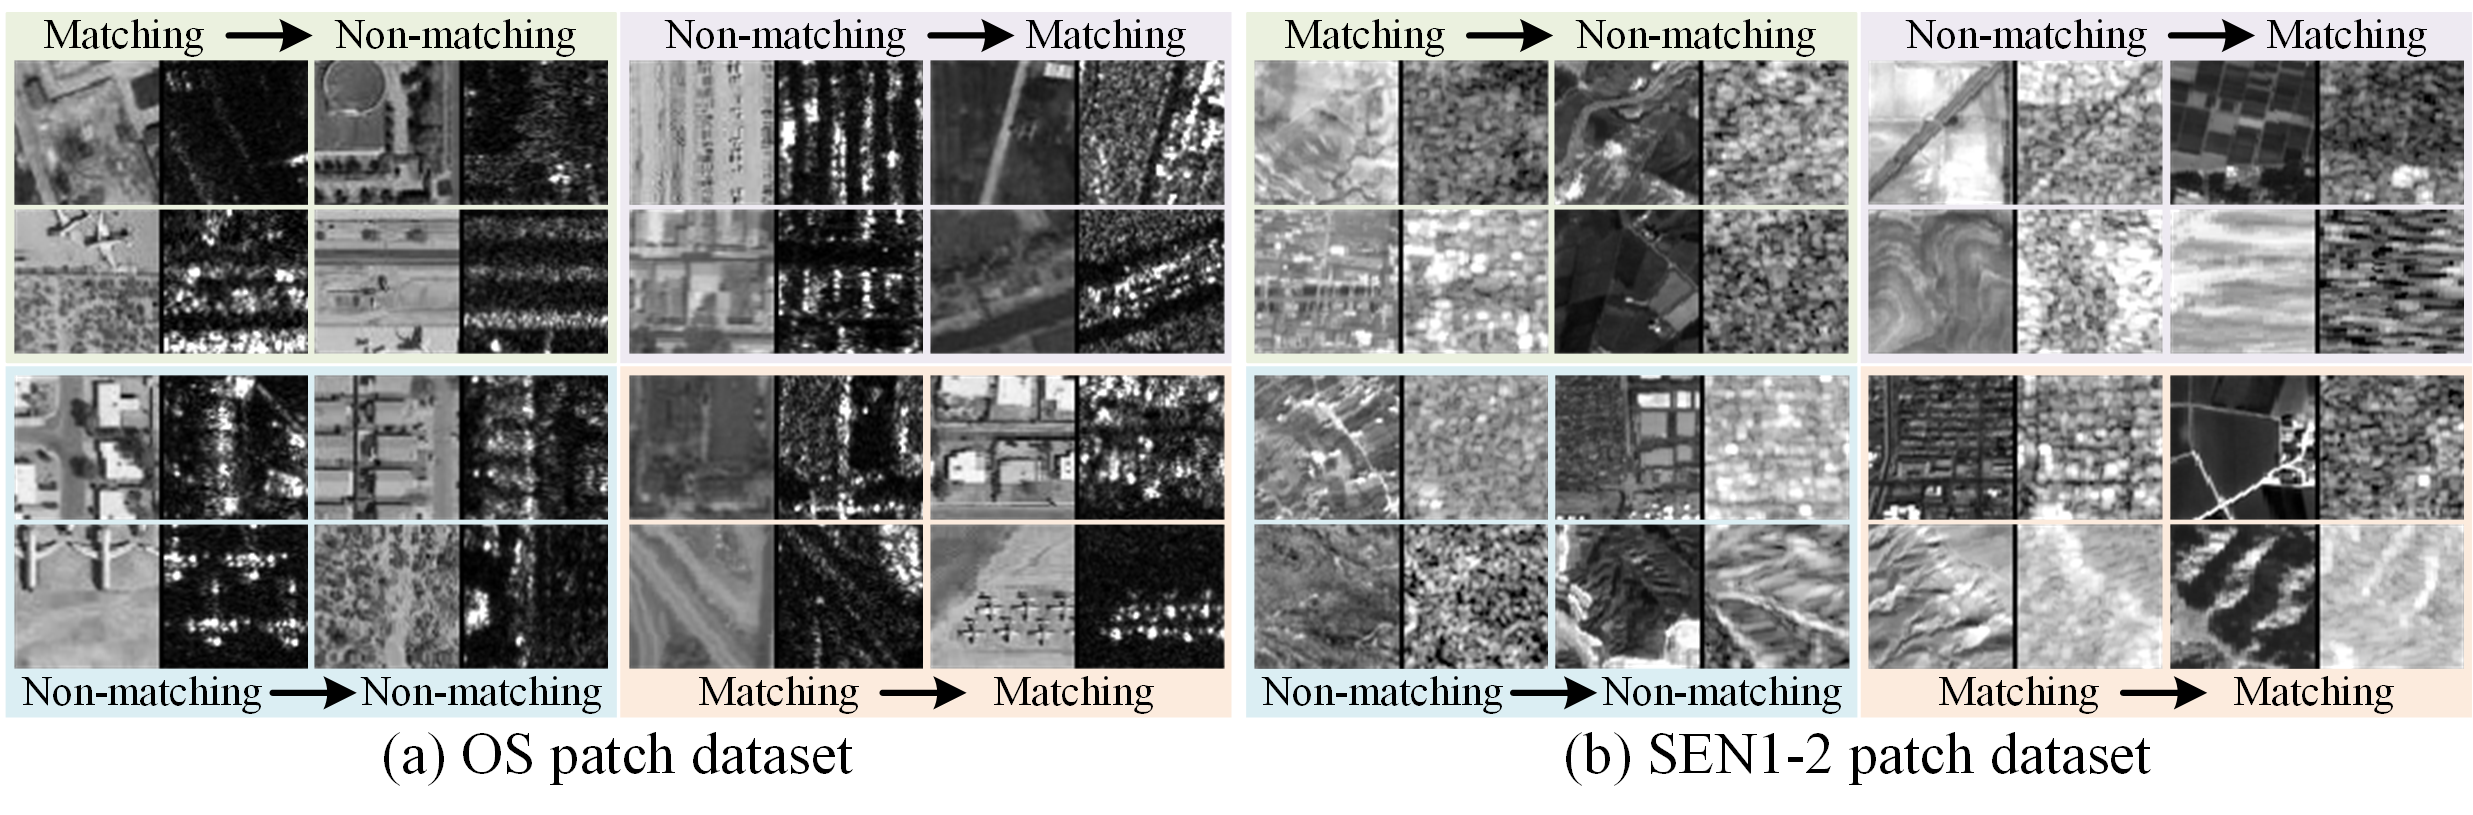 Matching → Non-matching
Non-matching → Matching
Matching → Non-matching
Non-matching → Matching
Non-matching → Non-matching
Matching → Matching
Non-matching → Non-matching
Matching → Matching
(a) OS patch dataset
(b) SEN1-2 patch dataset